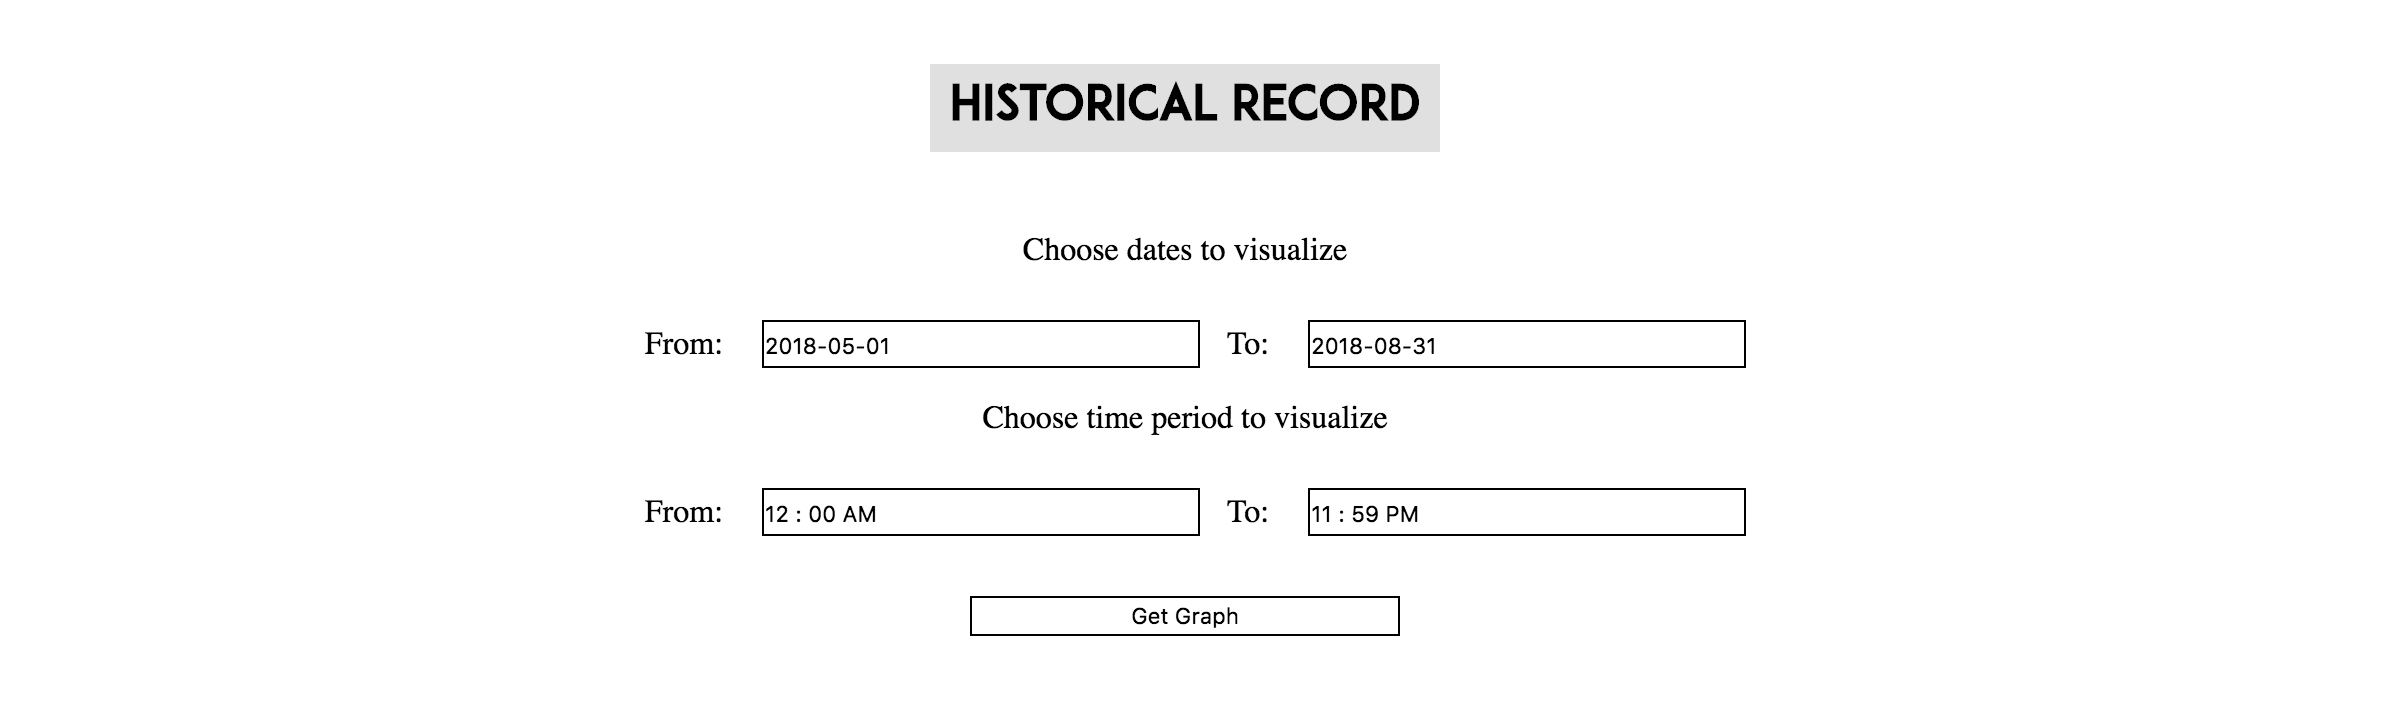 HISTORICAL RECORD
Choose dates to visualize
From: 2018-05-01 To: 2018-08-31
Choose time period to visualize
From: 12 : 00 AM To: 11 : 59 PM
Get Graph